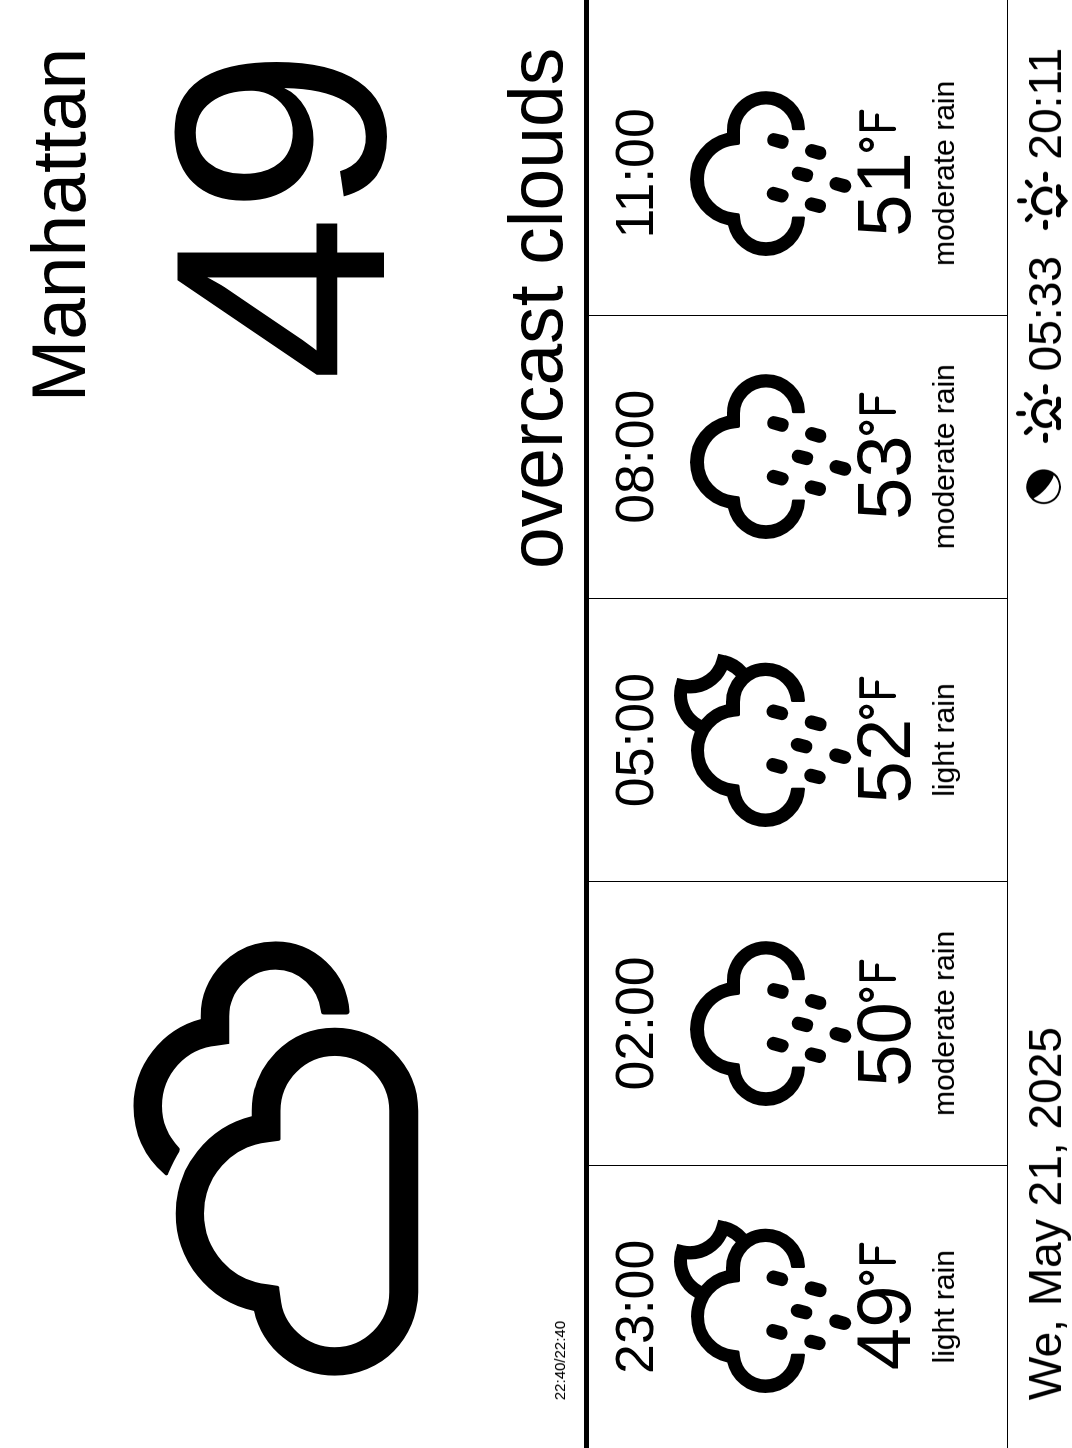 Manhattan
49
overcast clouds
22:40/22:40
23:00 02:00 05:00 08:00 11:00
49°F 50°F 52°F 53°F 51°F
light rain moderate rain light rain moderate rain moderate rain
We, May 21, 2025 05:33 20:11